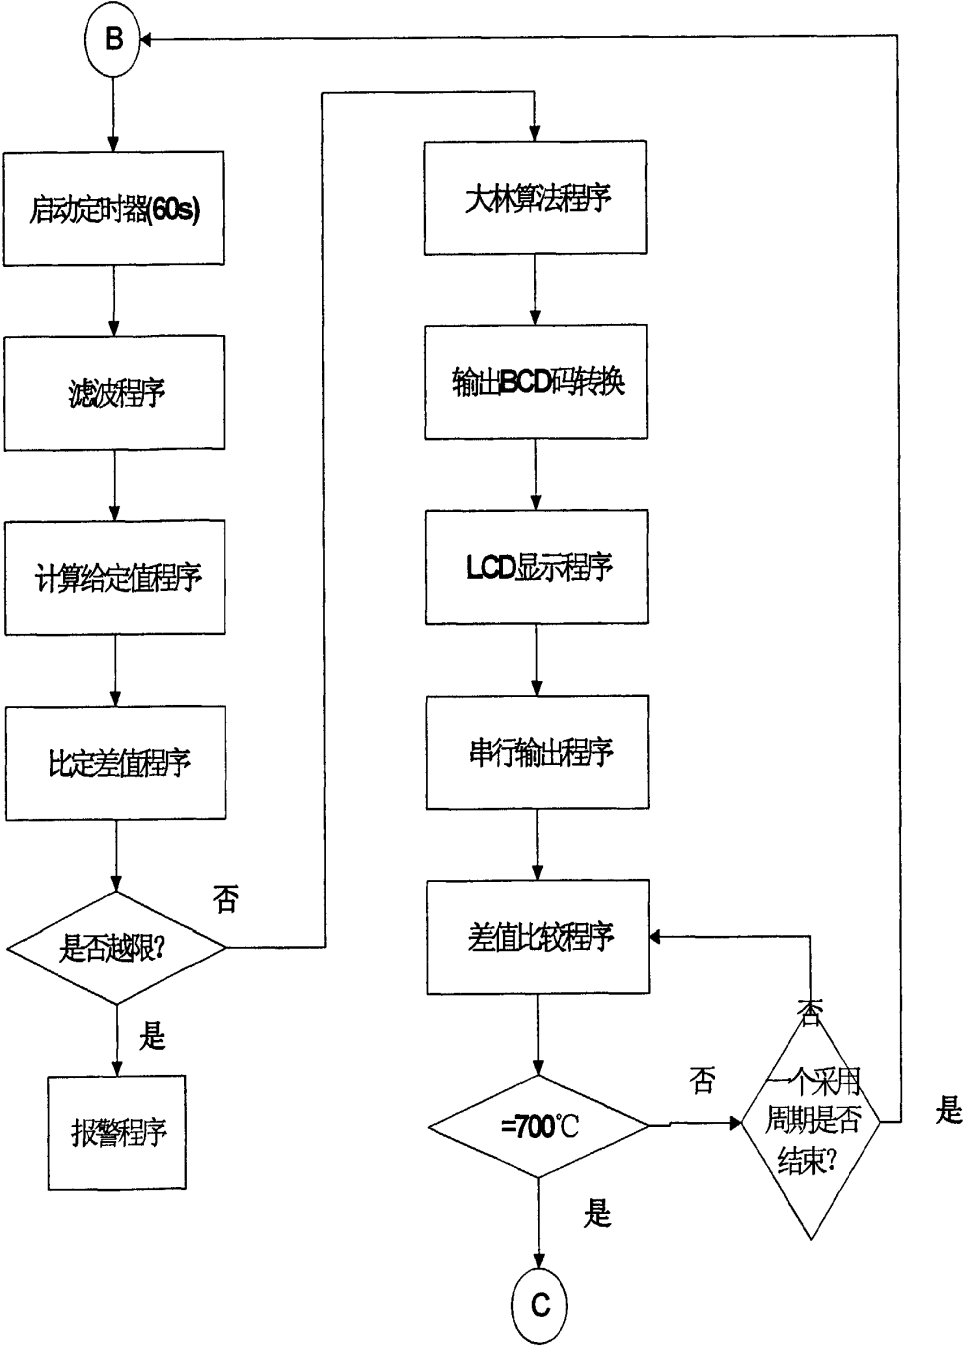 B
启动定时器(60s)
滤波程序
计算给定值程序
比定差值程序
是否越限?
否
是
报警程序
大林算法程序
输出BCD码转换
LCD显示程序
串行输出程序
差值比较程序
=700℃
否
是
否
一个采用
周期是否
结束?
是
C